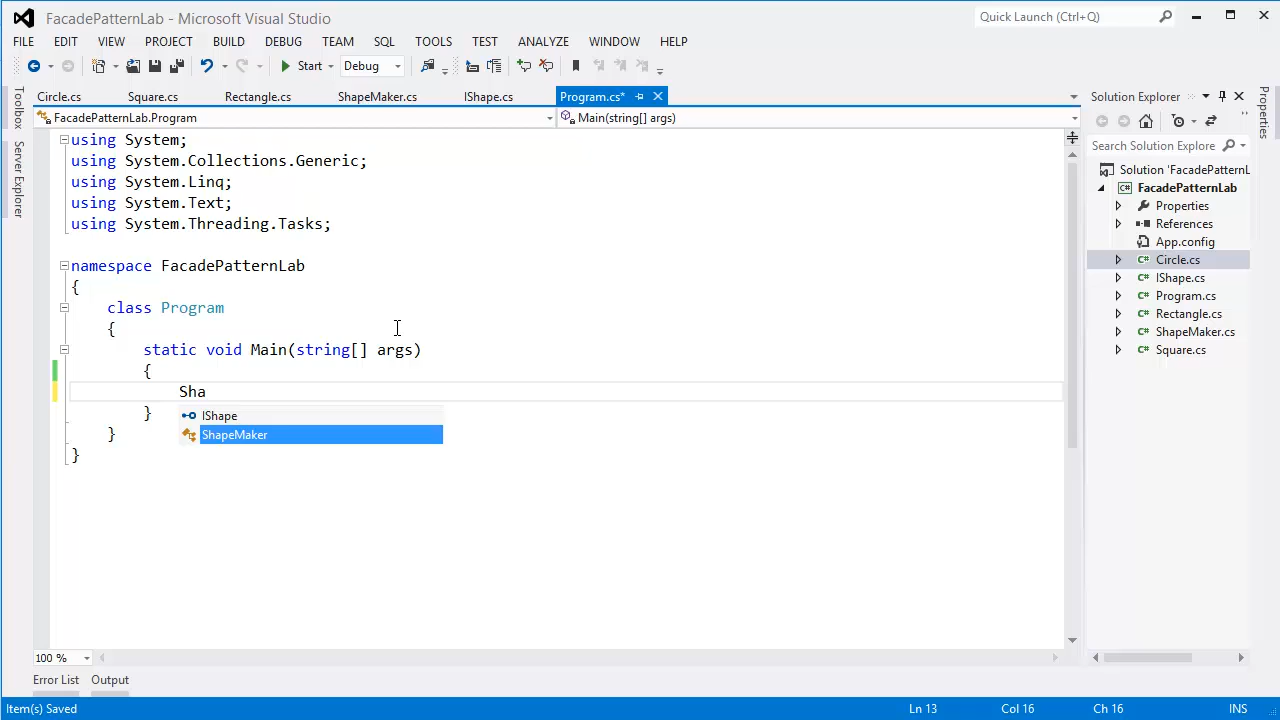 FacadePatternLab - Microsoft Visual Studio
Quick Launch (Ctrl+Q)
FILE EDIT VIEW PROJECT BUILD DEBUG TEAM SQL TOOLS TEST ANALYZE WINDOW HELP
Start Debug
Circle.cs Square.cs Rectangle.cs ShapeMaker.cs IShape.cs Program.cs*
FacadePatternLab.Program Main(string[] args)
Toolbox
Server Explorer
using System;
using System.Collections.Generic;
using System.Linq;
using System.Text;
using System.Threading.Tasks;
namespace FacadePatternLab
{
class Program
{
static void Main(string[] args)
{
Sha
}
}
}
IShape
ShapeMaker
100 %
Error List Output
Solution Explorer
Search Solution Explore
Solution 'FacadePatternL
FacadePatternLab
Properties
References
App.config
Circle.cs
IShape.cs
Program.cs
Rectangle.cs
ShapeMaker.cs
Square.cs
Properties
Item(s) Saved Ln 13 Col 16 Ch 16 INS